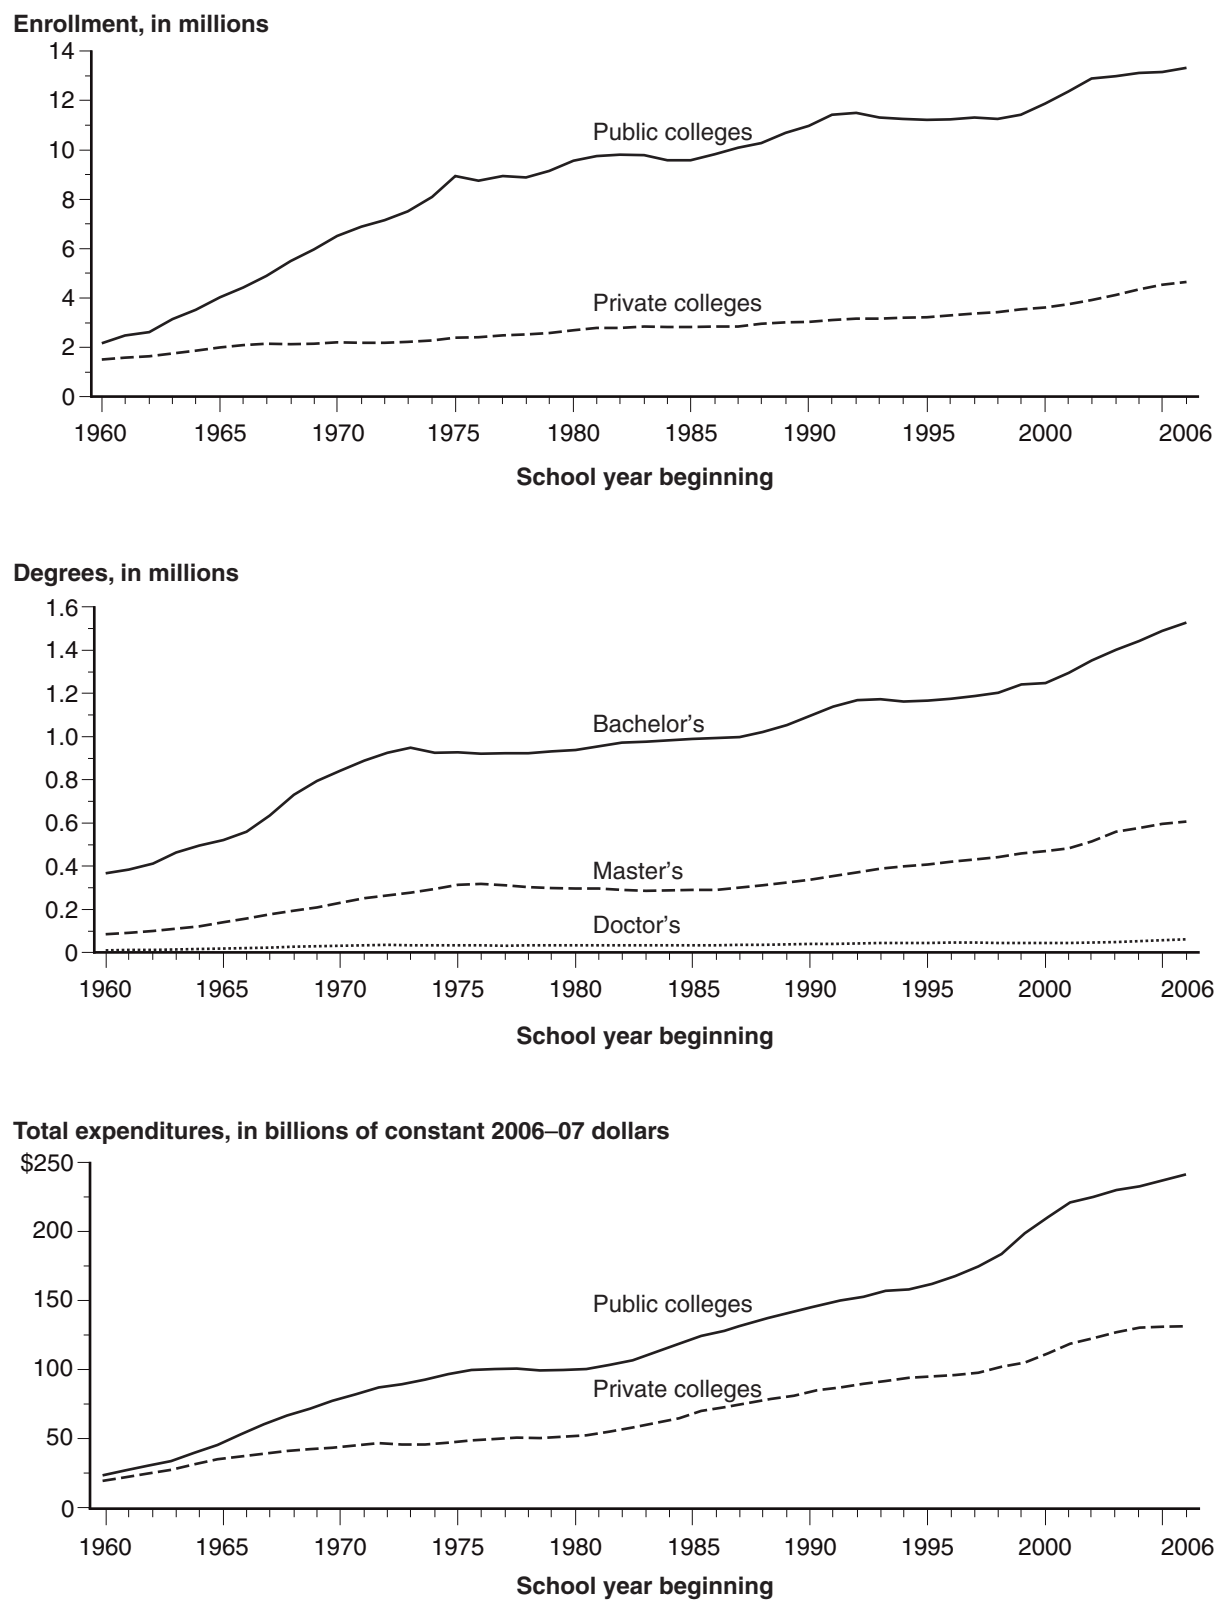 Enrollment, in millions
14
12
10
8
6
4
2
0
Public colleges
Private colleges
1960 1965 1970 1975 1980 1985 1990 1995 2000 2006
School year beginning
Degrees, in millions
1.6
1.4
1.2
1.0
0.8
0.6
0.4
0.2
0
Bachelor’s
Master’s
Doctor’s
1960 1965 1970 1975 1980 1985 1990 1995 2000 2006
School year beginning
Total expenditures, in billions of constant 2006–07 dollars
$250
200
150
100
50
0
Public colleges
Private colleges
1960 1965 1970 1975 1980 1985 1990 1995 2000 2006
School year beginning